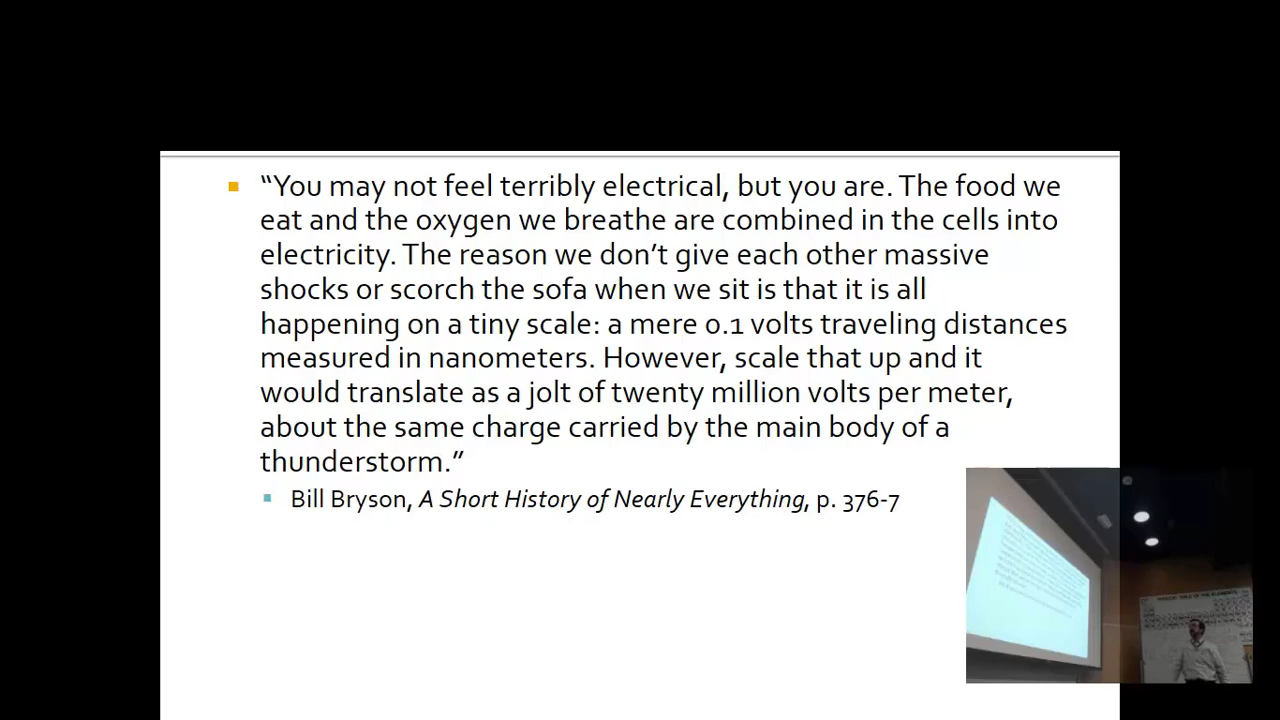 “You may not feel terribly electrical, but you are. The food we
eat and the oxygen we breathe are combined in the cells into
electricity. The reason we don’t give each other massive
shocks or scorch the sofa when we sit is that it is all
happening on a tiny scale: a mere 0.1 volts traveling distances
measured in nanometers. However, scale that up and it
would translate as a jolt of twenty million volts per meter,
about the same charge carried by the main body of a
thunderstorm.”
Bill Bryson, A Short History of Nearly Everything, p. 376-7
PERIODIC TABLE OF THE ELEMENTS